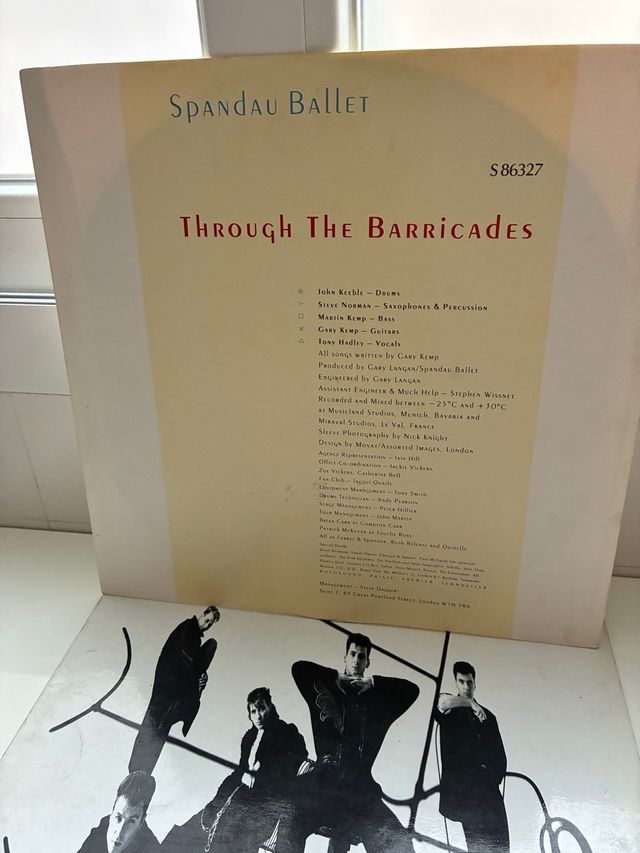 Spandau Ballet
S 86327
Through The Barricades
John Keeble – Drums
Steve Norman – Saxophones & Percussion
Martin Kemp – Bass
Gary Kemp – Guitars
Tony Hadley – Vocals
All songs written by Gary Kemp
Produced by Gary Langan/Spandau Ballet
Engineered by Gary Langan
Assistant Engineer & Much Help – Stephen Wissnet
Recorded and Mixed between –25°C and +30°C
at Musicland Studios, Munich, Bavaria and
Miraval Studios, Le Val, France
Sleeve Photography by Nick Knight
Design by Movat/Assorted Images, London
Agency Representation – Iain Hill
Office Co-ordination – Jackie Vickers,
Zoe Vickers, Catherine Bell
Fan Club – Jacqui Quaife
Equipment Management – Tony Smith
Drums Technician – Andy Pearson
Stage Management – Peter Hillier
Tour Management – John Martin
Brian Carr at Compton Carr
Patrick McKenna at Touche Ross
All at Ferret & Spanner, Rush Release and Outsells
Special thanks
Management – Steve Dagger
Suite 7, 89 Great Portland Street, London W1N 5RA